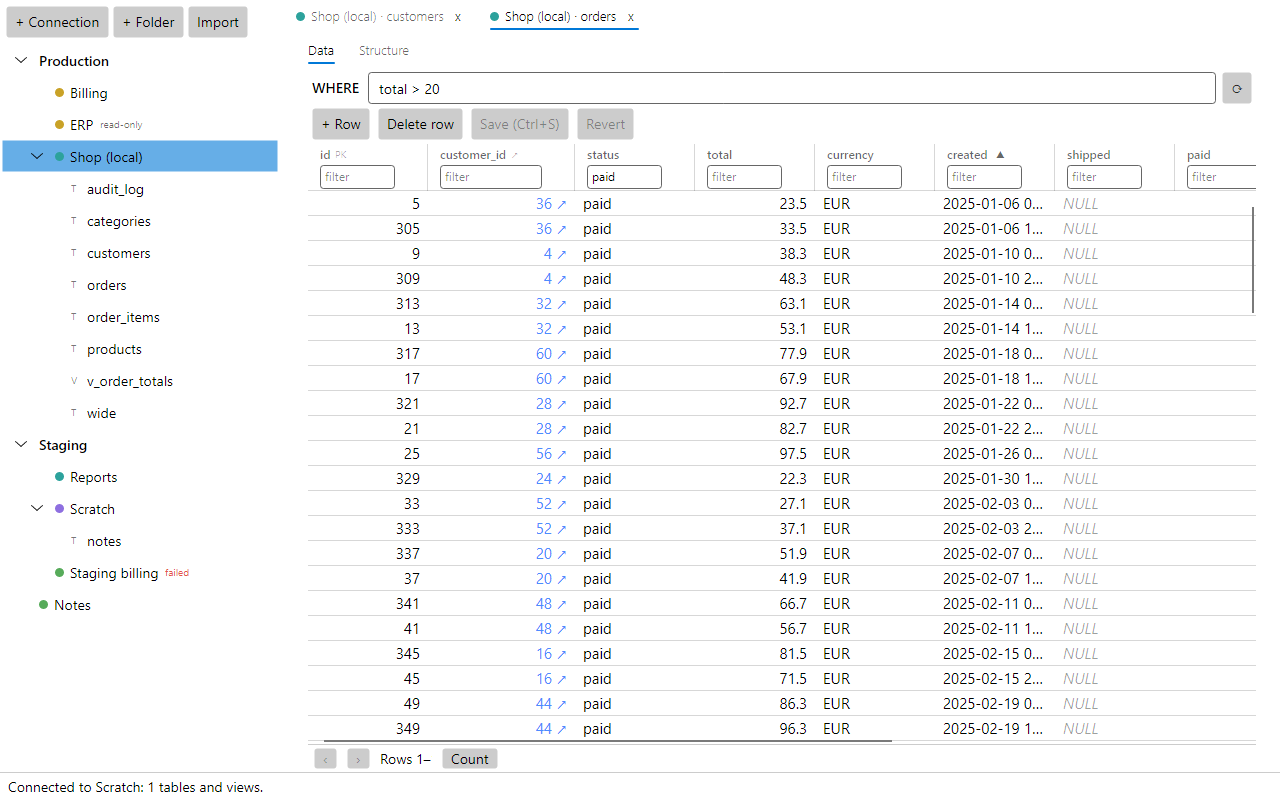 + Connection + Folder Import
Production
Billing
ERP read-only
Shop (local)
T audit_log
T categories
T customers
T orders
T order_items
T products
V v_order_totals
T wide
Staging
Reports
Scratch
T notes
Staging billing failed
Notes
Shop (local) · customers x Shop (local) · orders x
Data Structure
WHERE total > 20 ⟳
+ Row Delete row Save (Ctrl+S) Revert
id PK customer_id ↗ status total currency created ▲ shipped paid
filter filter paid filter filter filter filter filter
5 36 ↗ paid 23.5 EUR 2025-01-06 0... NULL
305 36 ↗ paid 33.5 EUR 2025-01-06 1... NULL
9 4 ↗ paid 38.3 EUR 2025-01-10 0... NULL
309 4 ↗ paid 48.3 EUR 2025-01-10 2... NULL
313 32 ↗ paid 63.1 EUR 2025-01-14 0... NULL
13 32 ↗ paid 53.1 EUR 2025-01-14 1... NULL
317 60 ↗ paid 77.9 EUR 2025-01-18 0... NULL
17 60 ↗ paid 67.9 EUR 2025-01-18 1... NULL
321 28 ↗ paid 92.7 EUR 2025-01-22 0... NULL
21 28 ↗ paid 82.7 EUR 2025-01-22 2... NULL
25 56 ↗ paid 97.5 EUR 2025-01-26 0... NULL
329 24 ↗ paid 22.3 EUR 2025-01-30 1... NULL
33 52 ↗ paid 27.1 EUR 2025-02-03 0... NULL
333 52 ↗ paid 37.1 EUR 2025-02-03 2... NULL
337 20 ↗ paid 51.9 EUR 2025-02-07 0... NULL
37 20 ↗ paid 41.9 EUR 2025-02-07 1... NULL
341 48 ↗ paid 66.7 EUR 2025-02-11 0... NULL
41 48 ↗ paid 56.7 EUR 2025-02-11 1... NULL
345 16 ↗ paid 81.5 EUR 2025-02-15 0... NULL
45 16 ↗ paid 71.5 EUR 2025-02-15 2... NULL
49 44 ↗ paid 86.3 EUR 2025-02-19 0... NULL
349 44 ↗ paid 96.3 EUR 2025-02-19 1... NULL
‹ › Rows 1– Count
Connected to Scratch: 1 tables and views.